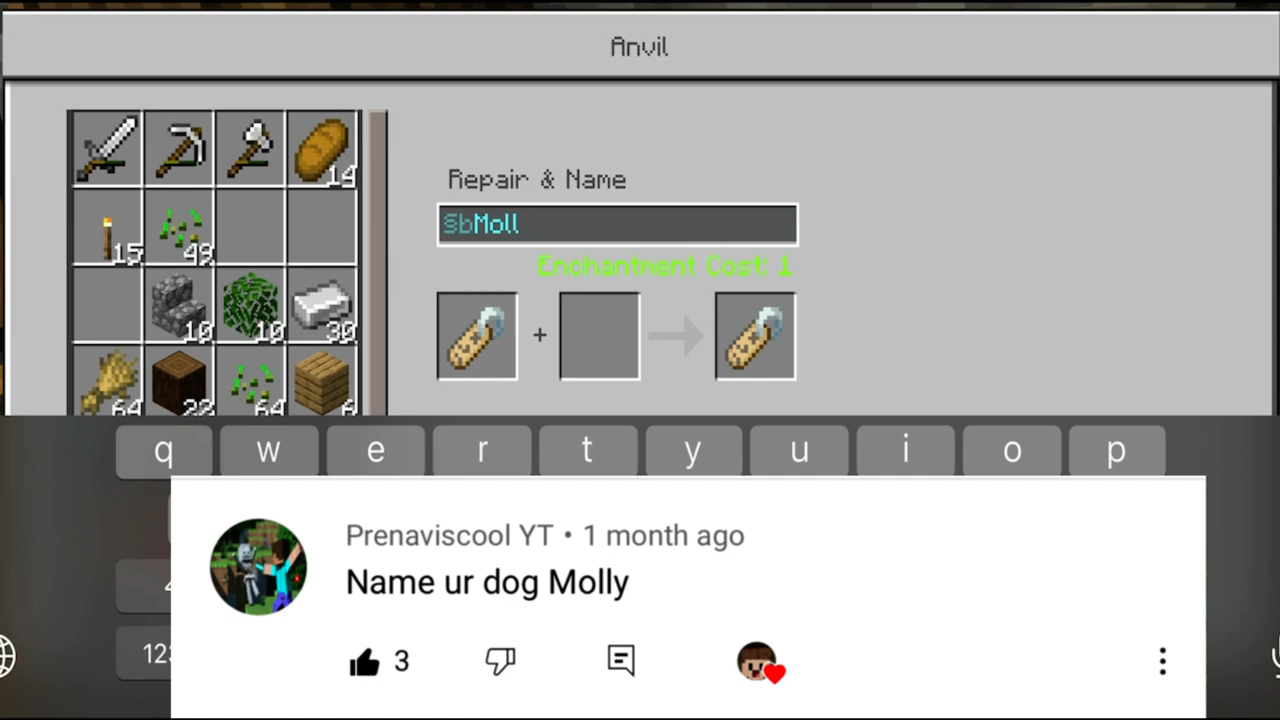 Anvil
Repair & Name
§bMoll
Enchantment Cost: 1
14
15
49
10
10
30
64
22
64
6
+
q w e r t y u i o p
Prenaviscool YT • 1 month ago
Name ur dog Molly
3